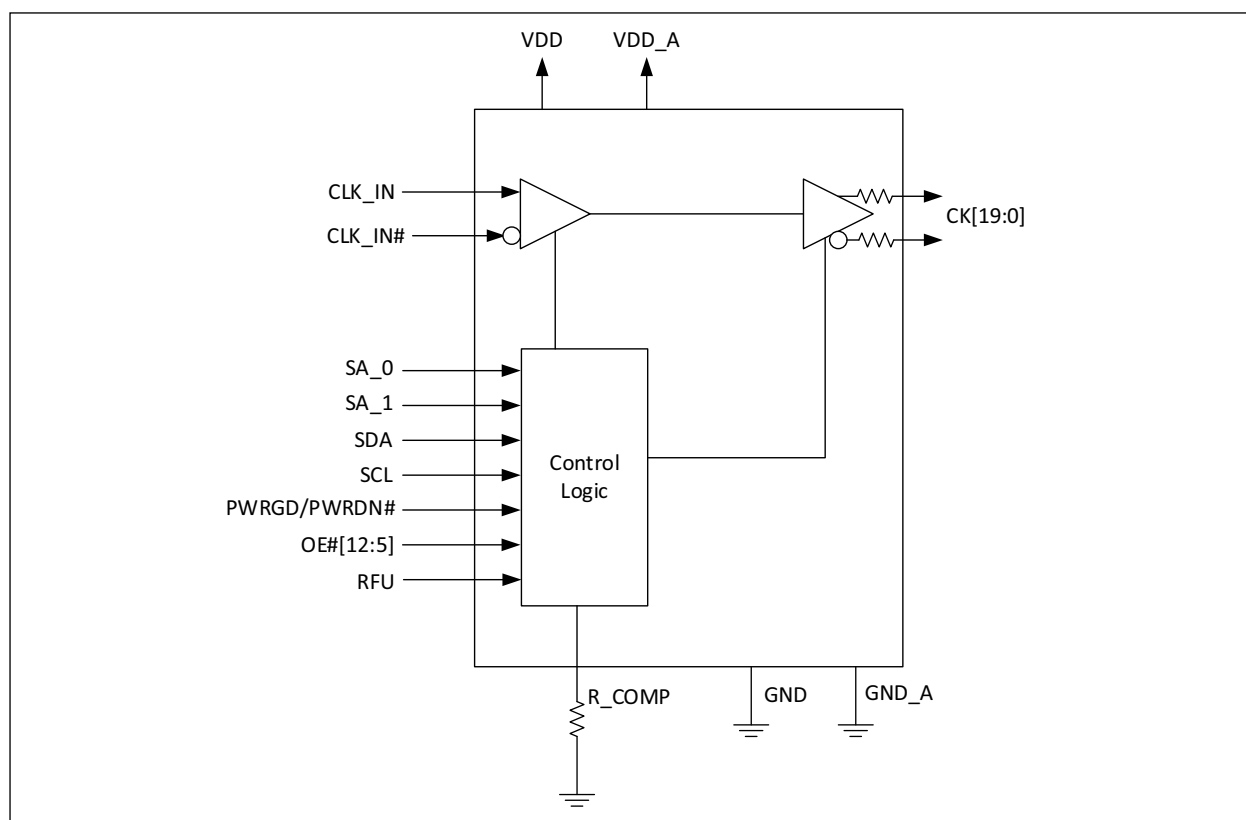 VDD
VDD_A
CLK_IN
CLK_IN#
CK[19:0]
SA_0
SA_1
SDA
SCL
PWRGD/PWRDN#
OE#[12:5]
RFU
Control
Logic
R_COMP
GND
GND_A